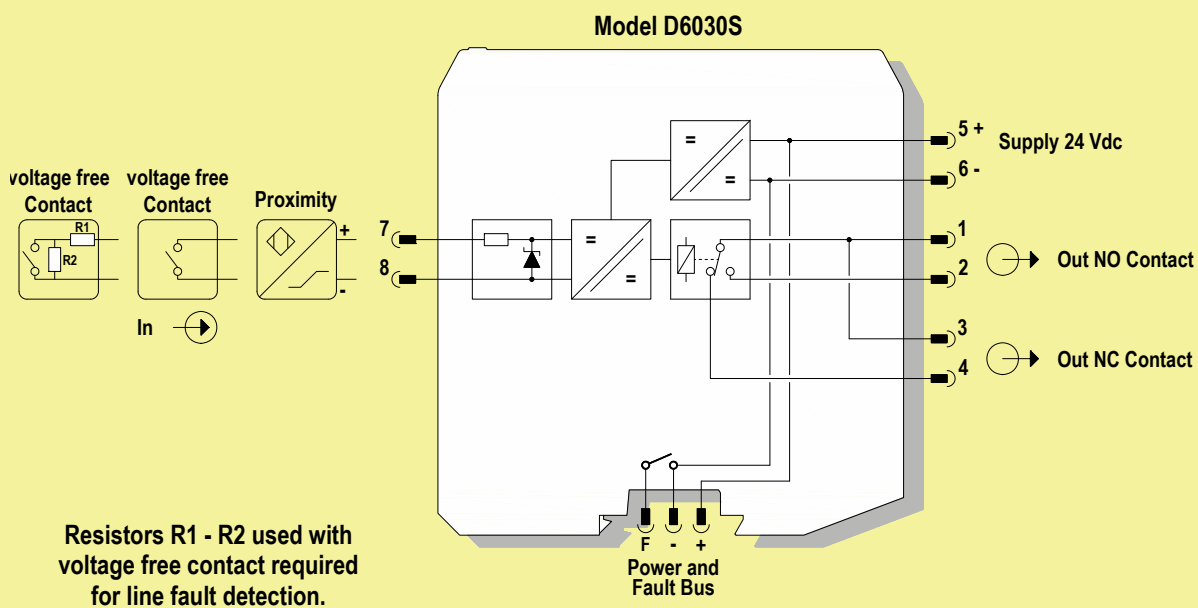 Model D6030S
5 +
Supply 24 Vdc
6 -
voltage free
Contact
voltage free
Contact
Proximity
R1
R2
+
-
7
8
=
=
=
=
1
2
Out NO Contact
3
4
Out NC Contact
In
F - +
Power and
Fault Bus
Resistors R1 - R2 used with
voltage free contact required
for line fault detection.